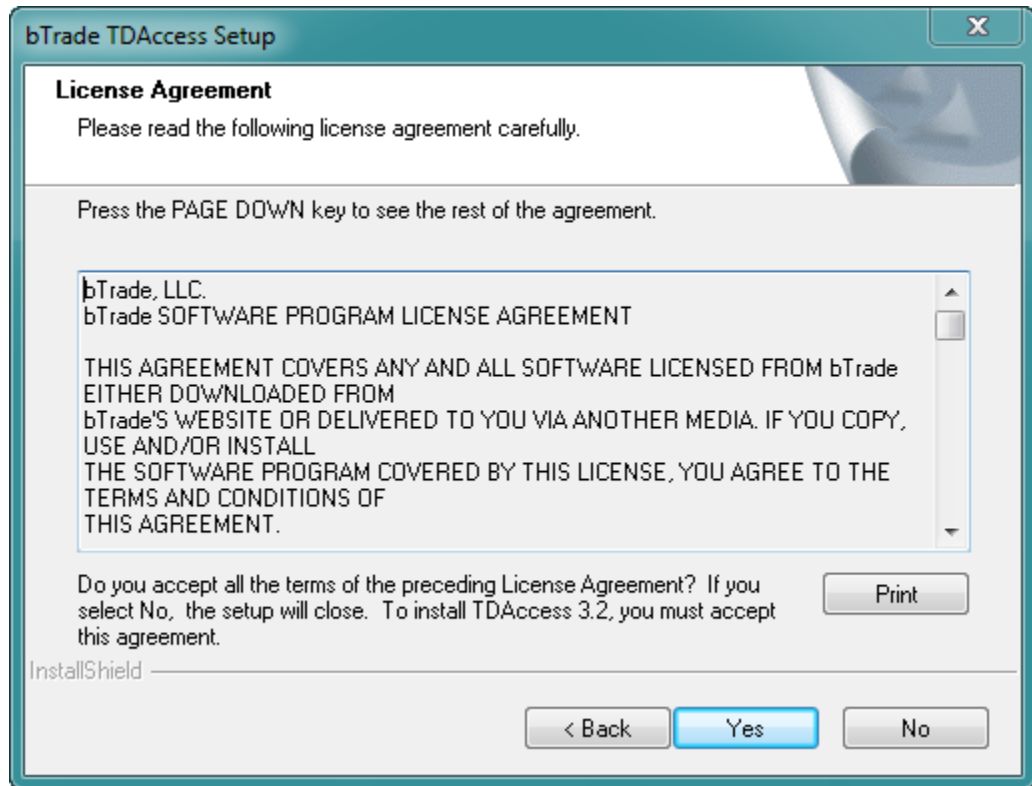 bTrade TDAccess Setup
License Agreement
Please read the following license agreement carefully.
Press the PAGE DOWN key to see the rest of the agreement.
bTrade, LLC.
bTrade SOFTWARE PROGRAM LICENSE AGREEMENT
THIS AGREEMENT COVERS ANY AND ALL SOFTWARE LICENSED FROM bTrade
EITHER DOWNLOADED FROM
bTrade'S WEBSITE OR DELIVERED TO YOU VIA ANOTHER MEDIA. IF YOU COPY,
USE AND/OR INSTALL
THE SOFTWARE PROGRAM COVERED BY THIS LICENSE, YOU AGREE TO THE
TERMS AND CONDITIONS OF
THIS AGREEMENT.
Do you accept all the terms of the preceding License Agreement?  If you
select No,  the setup will close.  To install TDAccess 3.2, you must accept
this agreement.
Print
InstallShield
< Back
Yes
No